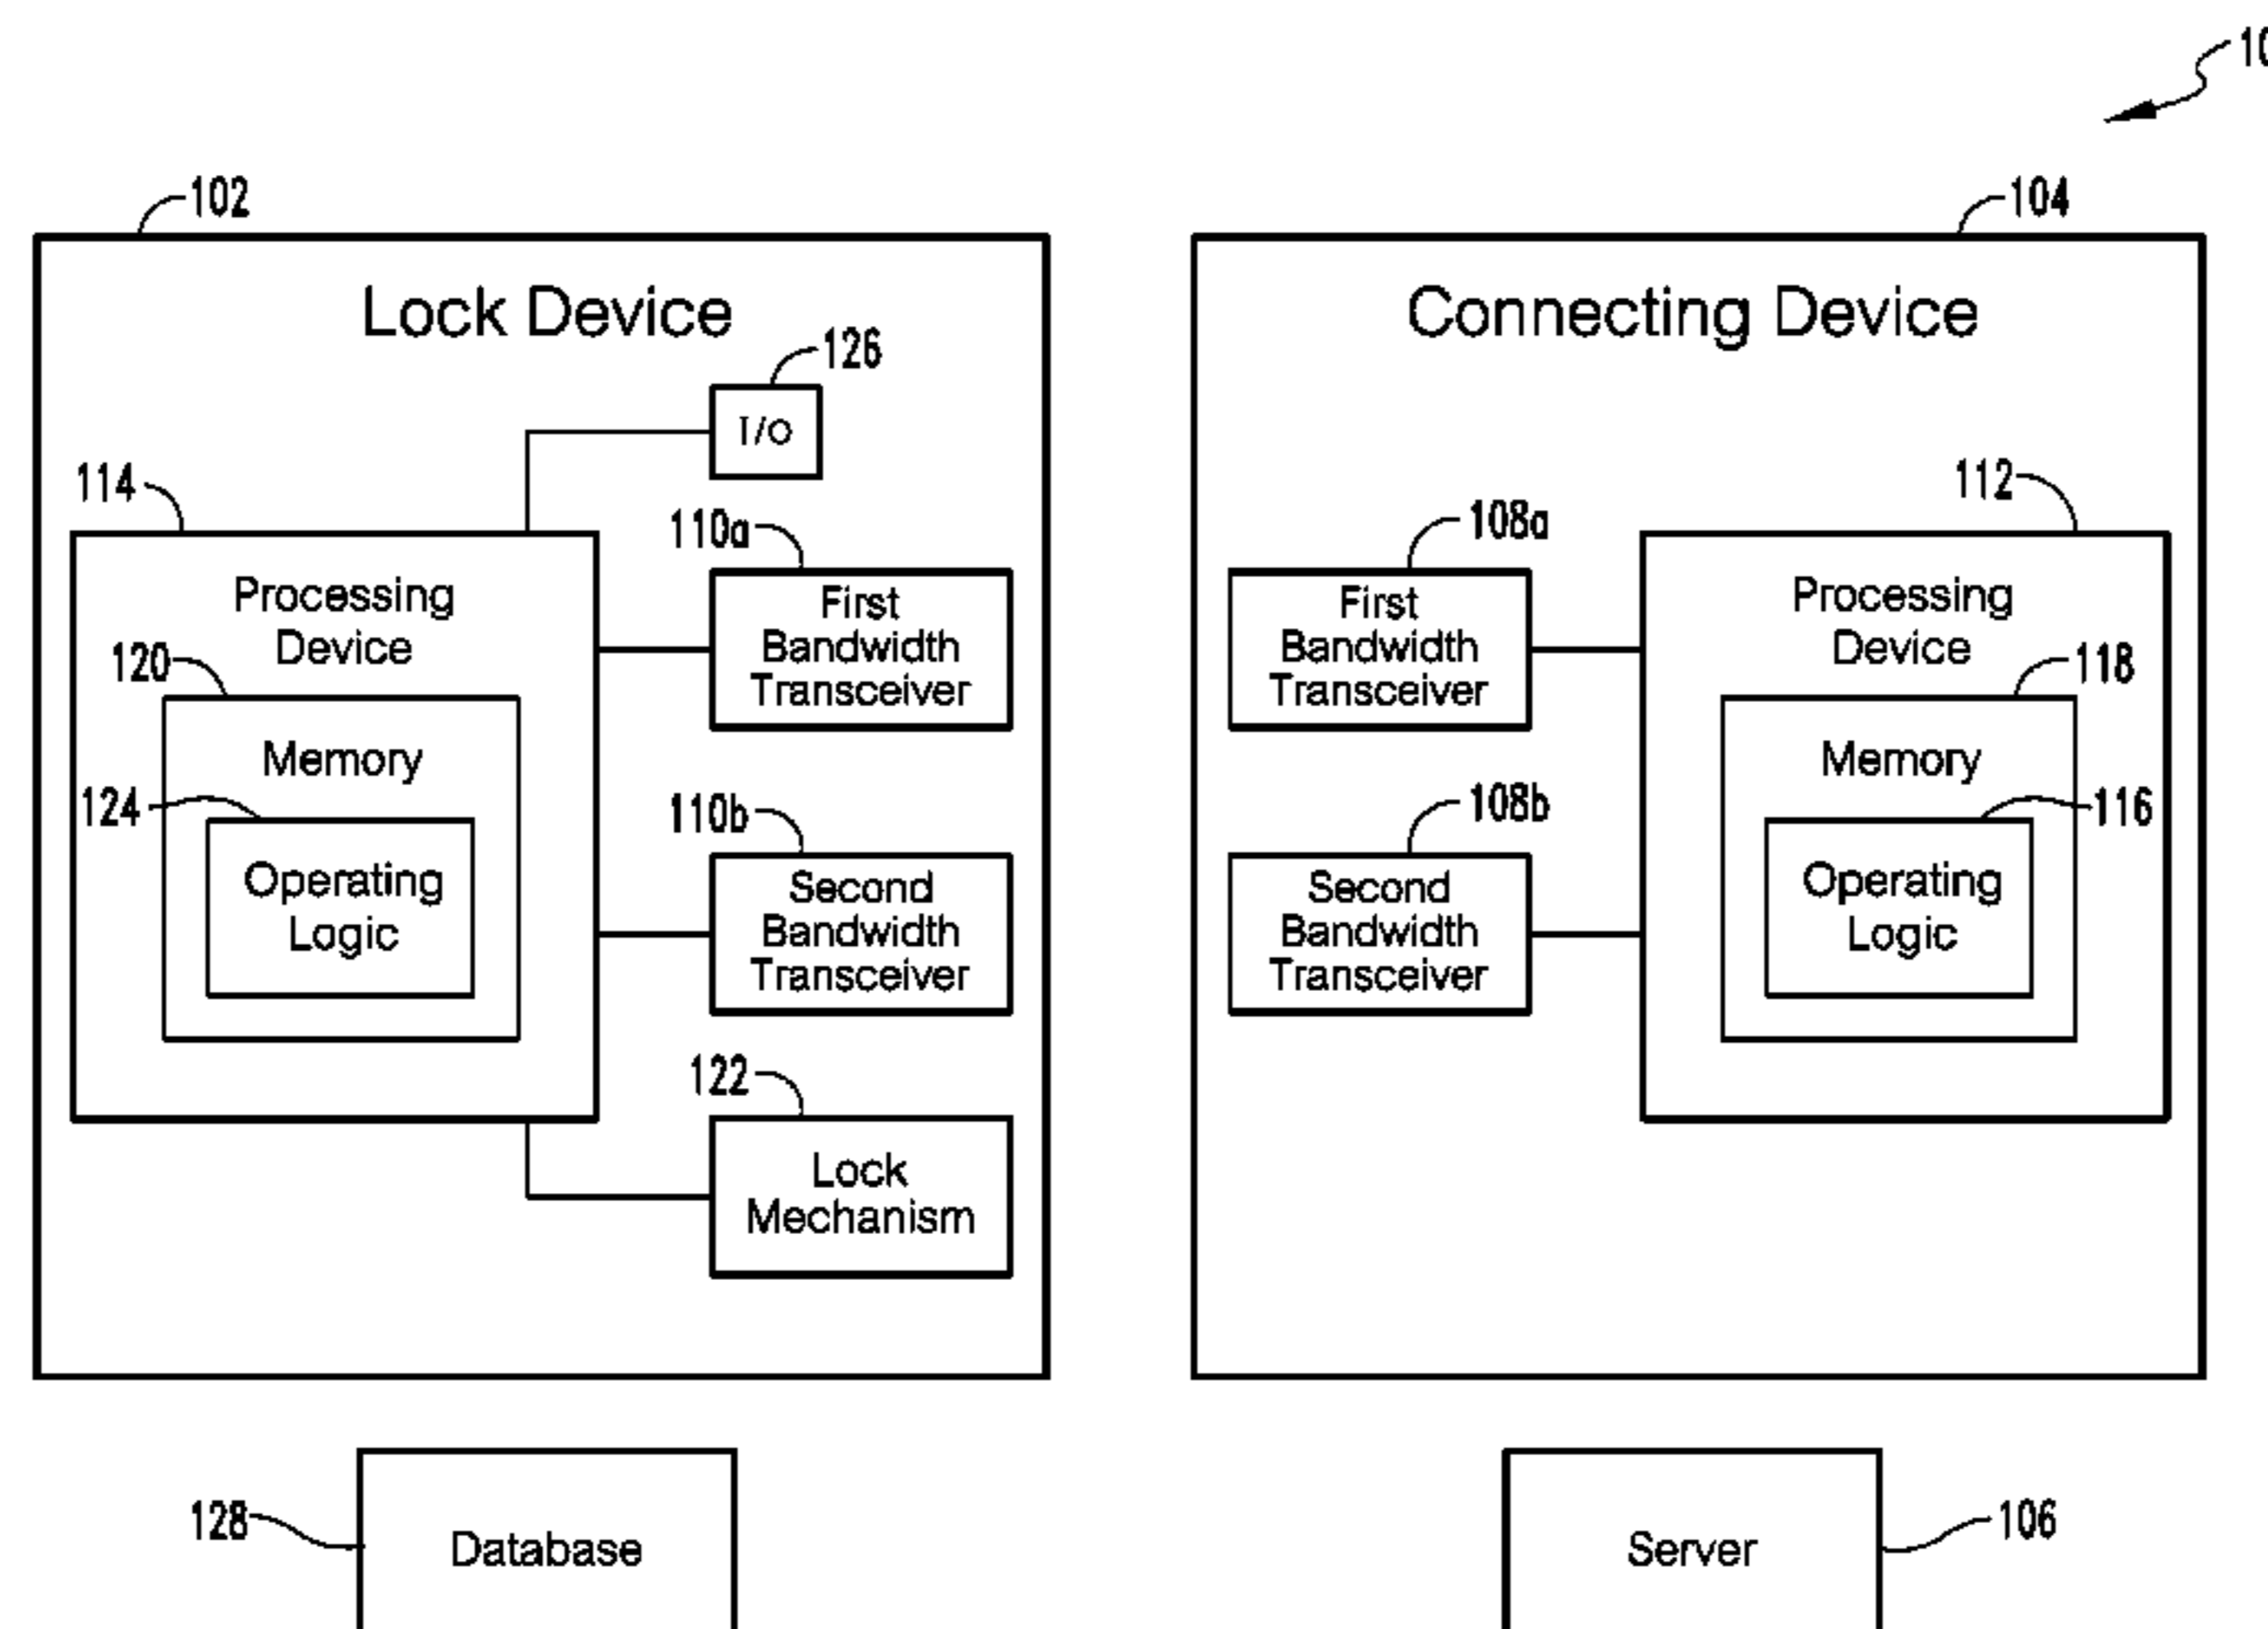 102
104
Lock Device
Connecting Device
126
I/O
114
112
110a
108a
Processing
Device
First
Bandwidth
Transceiver
First
Bandwidth
Transceiver
Processing
Device
120
118
Memory
Memory
124
116
110b
108b
Operating
Logic
Second
Bandwidth
Transceiver
Second
Bandwidth
Transceiver
Operating
Logic
122
Lock
Mechanism
128
Database
Server
106